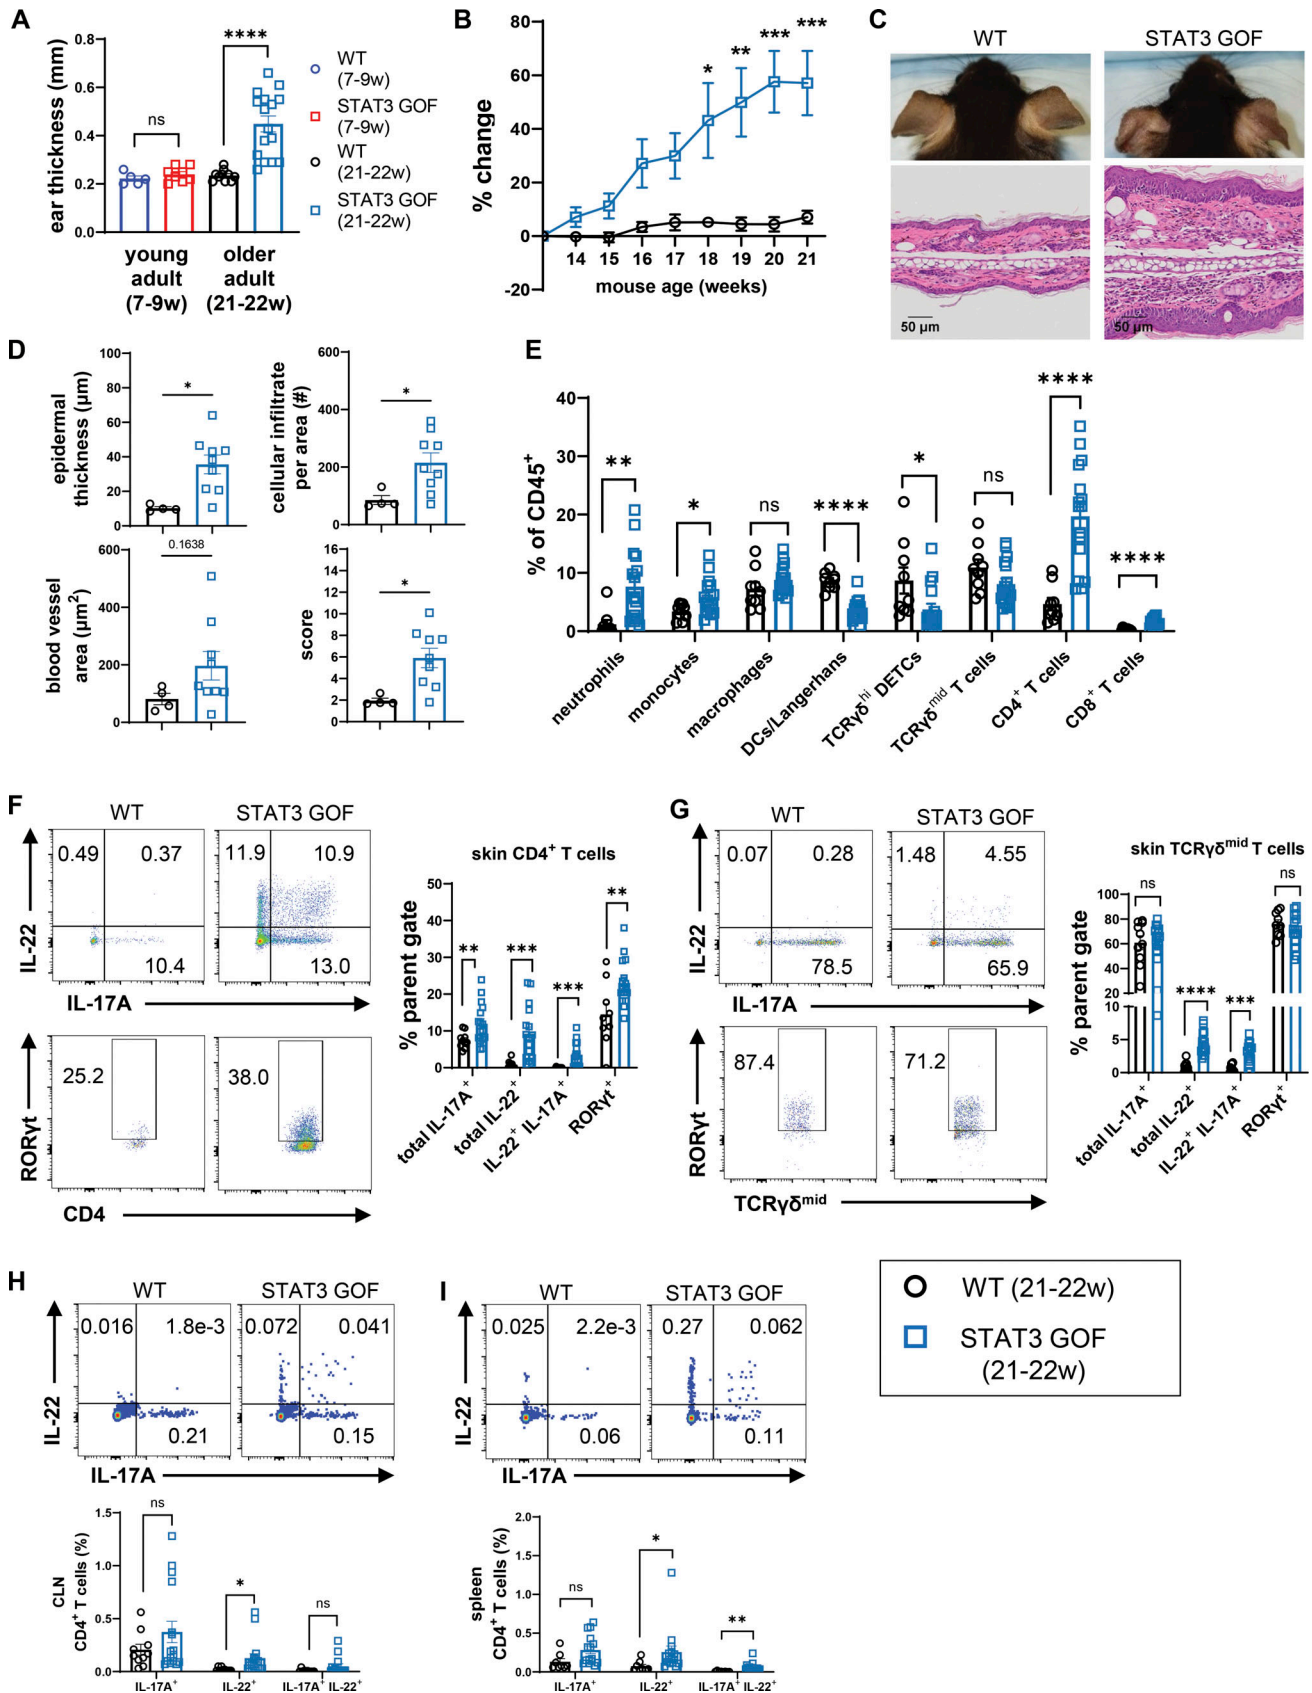 A
ear thickness (mm)
0.8
0.6
0.4
0.2
0.0
ns
****
young
adult
(7-9w)
older
adult
(21-22w)
WT
(7-9w)
STAT3 GOF
(7-9w)
WT
(21-22w)
STAT3 GOF
(21-22w)
B
% change
80
60
40
20
0
-20
*
**
***
***
14 15 16 17 18 19 20 21
mouse age (weeks)
C
WT
STAT3 GOF
50 µm
50 µm
D
epidermal
thickness (µm)
100
80
60
40
20
0
*
cellular infiltrate
per area (#)
600
400
200
0
*
blood vessel
area (µm²)
600
400
200
0
0.1638
score
16
14
12
10
8
6
4
2
0
*
E
% of CD45⁺
40
30
20
10
0
**
*
ns
****
*
ns
****
****
neutrophils
monocytes
macrophages
DCs/Langerhans
TCRγδʰⁱ DETCs
TCRγδᵐⁱᵈ T cells
CD4⁺ T cells
CD8⁺ T cells
F
WT
STAT3 GOF
IL-22
0.49 0.37
10.4
11.9 10.9
13.0
IL-17A
RORγt
25.2
38.0
CD4
skin CD4⁺ T cells
% parent gate
50
40
30
20
10
0
**
***
***
**
total IL-17A⁺
total IL-22⁺
IL-22⁺ IL-17A⁺
RORγt⁺
G
WT
STAT3 GOF
IL-22
0.07 0.28
78.5
1.48 4.55
65.9
IL-17A
RORγt
87.4
71.2
TCRγδᵐⁱᵈ
skin TCRγδᵐⁱᵈ T cells
% parent gate
100
80
60
40
20
10
5
0
ns
****
***
ns
total IL-17A⁺
total IL-22⁺
IL-22⁺ IL-17A⁺
RORγt⁺
WT (21-22w)
STAT3 GOF
(21-22w)
H
WT
STAT3 GOF
IL-22
0.016 1.8e-3
0.21
0.072 0.041
0.15
IL-17A
CLN
CD4⁺ T cells (%)
1.5
1.0
0.5
0.0
ns
*
ns
IL-17A⁺
IL-22⁺
IL-17A⁺ IL-22⁺
I
WT
STAT3 GOF
IL-22
0.025 2.2e-3
0.06
0.27 0.062
0.11
IL-17A
spleen
CD4⁺ T cells (%)
2.0
1.5
1.0
0.5
0.0
ns
*
**
IL-17A⁺
IL-22⁺
IL-17A⁺ IL-22⁺